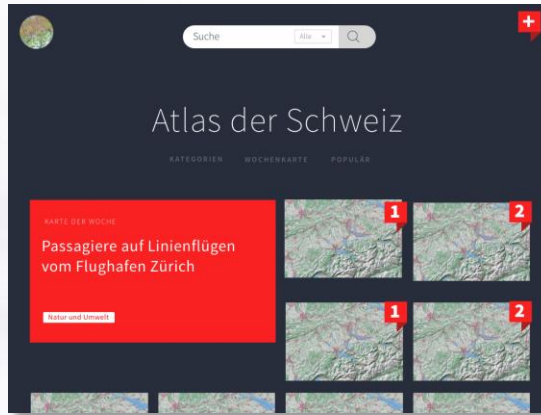 Suche
Alle
+
Atlas der Schweiz
KATEGORIEN WOCHENKARTE POPULÄR
KARTE DER WOCHE
Passagiere auf Linienflügen
vom Flughafen Zürich
Natur und Umwelt
1
2
1
2